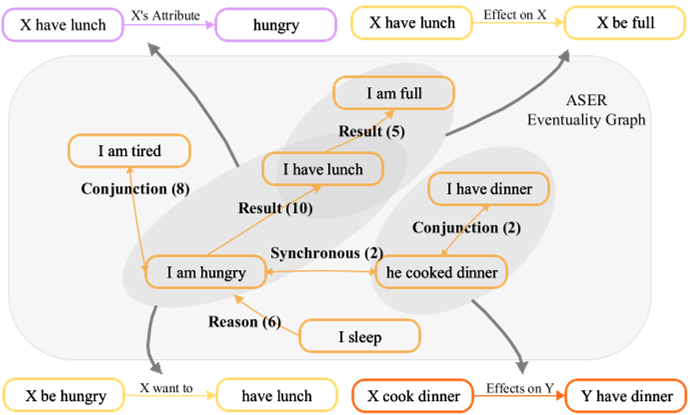 X have lunch
X's Attribute
hungry
X have lunch
Effect on X
X be full
I am full
ASER
Eventuality Graph
Result (5)
I am tired
I have lunch
Conjunction (8)
I have dinner
Result (10)
Conjunction (2)
Synchronous (2)
I am hungry
he cooked dinner
Reason (6)
I sleep
X be hungry
X want to
have lunch
X cook dinner
Effects on Y
Y have dinner